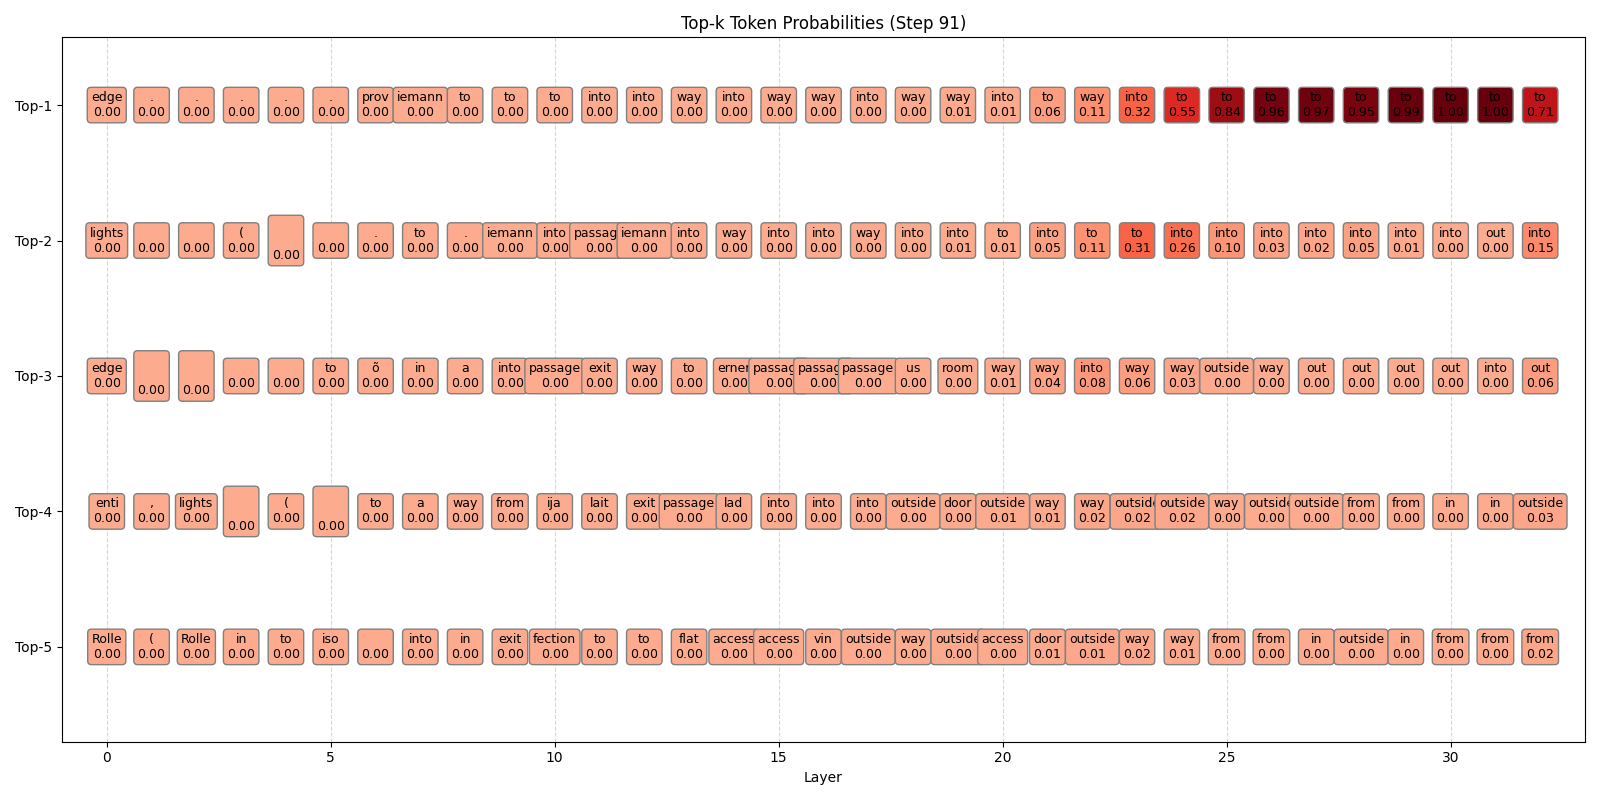 Top-k Token Probabilities (Step 91)
Top-1
edge . . . . . prov iemann to to to into into way into way way into way way into to way into to to to to to to to to to
0.00 0.00 0.00 0.00 0.00 0.00 0.00 0.00 0.00 0.00 0.00 0.00 0.00 0.00 0.00 0.00 0.00 0.00 0.00 0.01 0.01 0.06 0.11 0.32 0.55 0.84 0.96 0.97 0.95 0.99 1.00 1.00 0.71
Top-2
lights ( . to . iemann into passag iemann into way into into way into into to into to to into into into into into into into out into
0.00 0.00 0.00 0.00 0.00 0.00 0.00 0.00 0.00 0.00 0.00 0.00 0.00 0.00 0.00 0.00 0.00 0.00 0.00 0.01 0.01 0.05 0.11 0.31 0.26 0.10 0.03 0.02 0.05 0.01 0.00 0.00 0.15
Top-3
edge to õ in a into passage exit way to erner passag passag passage us room way way into way way outside way out out out out into out
0.00 0.00 0.00 0.00 0.00 0.00 0.00 0.00 0.00 0.00 0.00 0.00 0.00 0.00 0.00 0.00 0.00 0.00 0.00 0.00 0.01 0.04 0.08 0.06 0.03 0.00 0.00 0.00 0.00 0.00 0.00 0.00 0.06
Top-4
enti , lights ( to a way from ija lait exit passage lad into into into outside door outside way way outside outside way outside outside from from in in outside
0.00 0.00 0.00 0.00 0.00 0.00 0.00 0.00 0.00 0.00 0.00 0.00 0.00 0.00 0.00 0.00 0.00 0.00 0.00 0.00 0.01 0.01 0.02 0.02 0.02 0.00 0.00 0.00 0.00 0.00 0.00 0.00 0.03
Top-5
Rolle ( Rolle in to iso into in exit fection to to flat access access vin outside way outside access door outside way way from from in outside in from from from
0.00 0.00 0.00 0.00 0.00 0.00 0.00 0.00 0.00 0.00 0.00 0.00 0.00 0.00 0.00 0.00 0.00 0.00 0.00 0.00 0.00 0.01 0.01 0.02 0.01 0.00 0.00 0.00 0.00 0.00 0.00 0.00 0.02
0 5 10 15 20 25 30
Layer